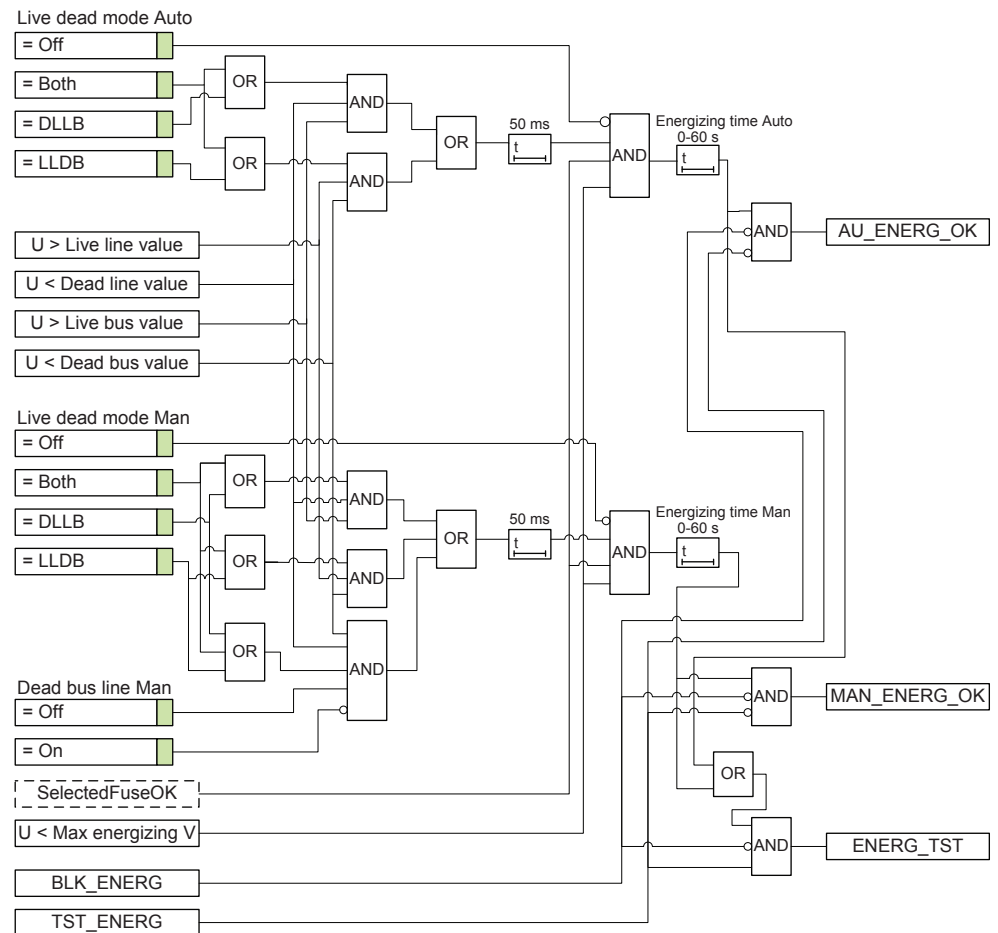 Live dead mode Auto
= Off
= Both
= DLLB
= LLDB
OR
OR
AND
AND
OR
50 ms
t
AND
Energizing time Auto
0-60 s
t
AND
AU_ENERG_OK
U > Live line value
U < Dead line value
U > Live bus value
U < Dead bus value
Live dead mode Man
= Off
= Both
= DLLB
= LLDB
OR
OR
OR
AND
AND
AND
OR
50 ms
t
AND
Energizing time Man
0-60 s
t
Dead bus line Man
= Off
= On
AND
MAN_ENERG_OK
OR
SelectedFuseOK
U < Max energizing V
AND
ENERG_TST
BLK_ENERG
TST_ENERG